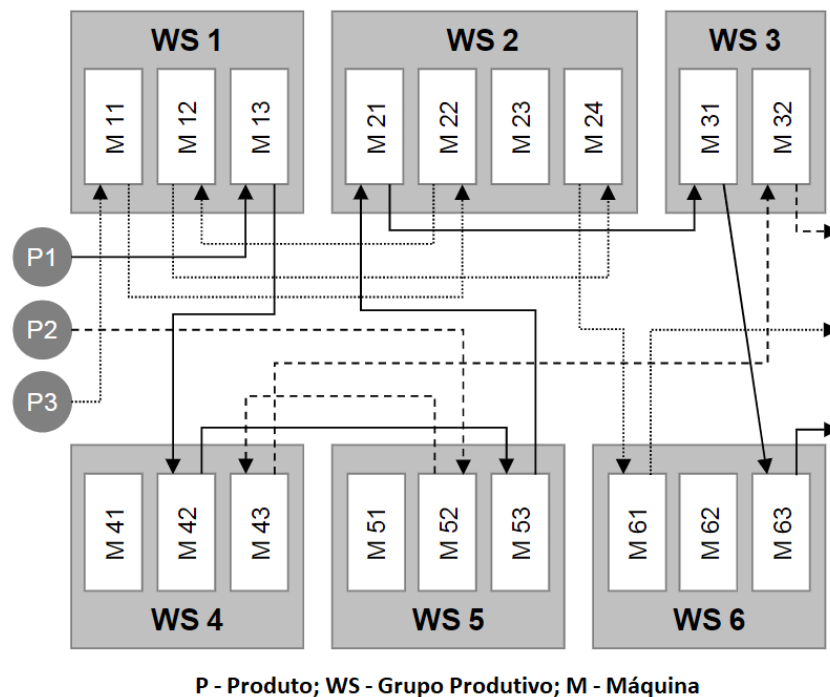 WS 1
WS 2
WS 3
M 11
M 12
M 13
M 21
M 22
M 23
M 24
M 31
M 32
P1
P2
P3
M 41
M 42
M 43
M 51
M 52
M 53
M 61
M 62
M 63
WS 4
WS 5
WS 6
P - Produto; WS - Grupo Produtivo; M - Máquina